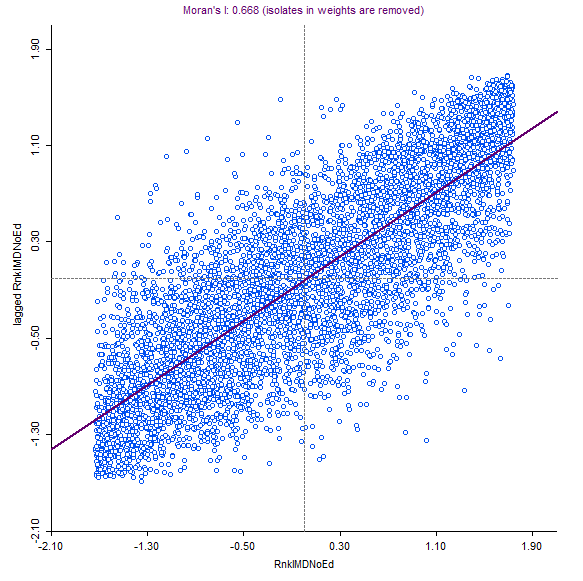 Moran's I: 0.668 (isolates in weights are removed)
1.90
1.10
0.30
-0.50
-1.30
-2.10
lagged RnkIMDNoEd
-2.10 -1.30 -0.50 0.30 1.10 1.90
RnkIMDNoEd